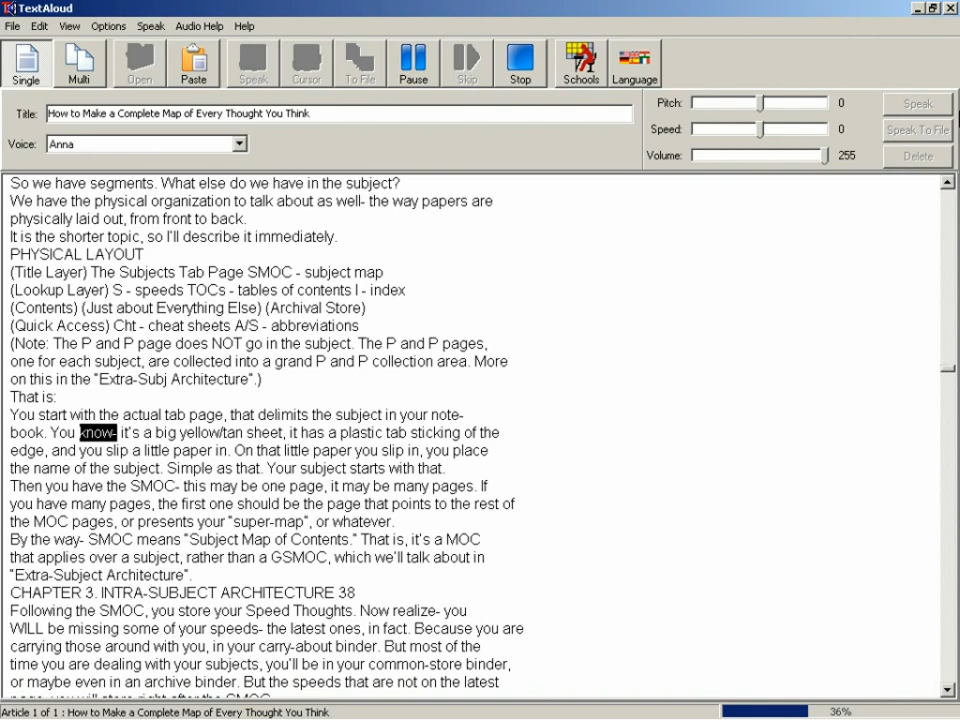 TextAloud
File Edit View Options Speak Audio Help Help
Single Multi Open Paste Speak Cursor To File Pause Skip Stop Schools Language
Title: How to Make a Complete Map of Every Thought You Think
Voice: Anna
Pitch: 0 Speak
Speed: 0 Speak To File
Volume: 255 Delete
So we have segments. What else do we have in the subject?
We have the physical organization to talk about as well- the way papers are
physically laid out, from front to back.
It is the shorter topic, so I'll describe it immediately.
PHYSICAL LAYOUT
(Title Layer) The Subjects Tab Page SMOC - subject map
(Lookup Layer) S - speeds TOCs - tables of contents I - index
(Contents) (Just about Everything Else) (Archival Store)
(Quick Access) Cht - cheat sheets A/S - abbreviations
(Note: The P and P page does NOT go in the subject. The P and P pages,
one for each subject, are collected into a grand P and P collection area. More
on this in the "Extra-Subj Architecture".)
That is:
You start with the actual tab page, that delimits the subject in your note-
book. You know- it's a big yellow/tan sheet, it has a plastic tab sticking of the
edge, and you slip a little paper in. On that little paper you slip in, you place
the name of the subject. Simple as that. Your subject starts with that.
Then you have the SMOC- this may be one page, it may be many pages. If
you have many pages, the first one should be the page that points to the rest of
the MOC pages, or presents your "super-map", or whatever.
By the way- SMOC means "Subject Map of Contents." That is, it's a MOC
that applies over a subject, rather than a GSMOC, which we'll talk about in
"Extra-Subject Architecture".
CHAPTER 3. INTRA-SUBJECT ARCHITECTURE 38
Following the SMOC, you store your Speed Thoughts. Now realize- you
WILL be missing some of your speeds- the latest ones, in fact. Because you are
carrying those around with you, in your carry-about binder. But most of the
time you are dealing with your subjects, you'll be in your common-store binder,
or maybe even in an archive binder. But the speeds that are not on the latest
page, you will store right after the SMOC.
Article 1 of 1 : How to Make a Complete Map of Every Thought You Think 36%